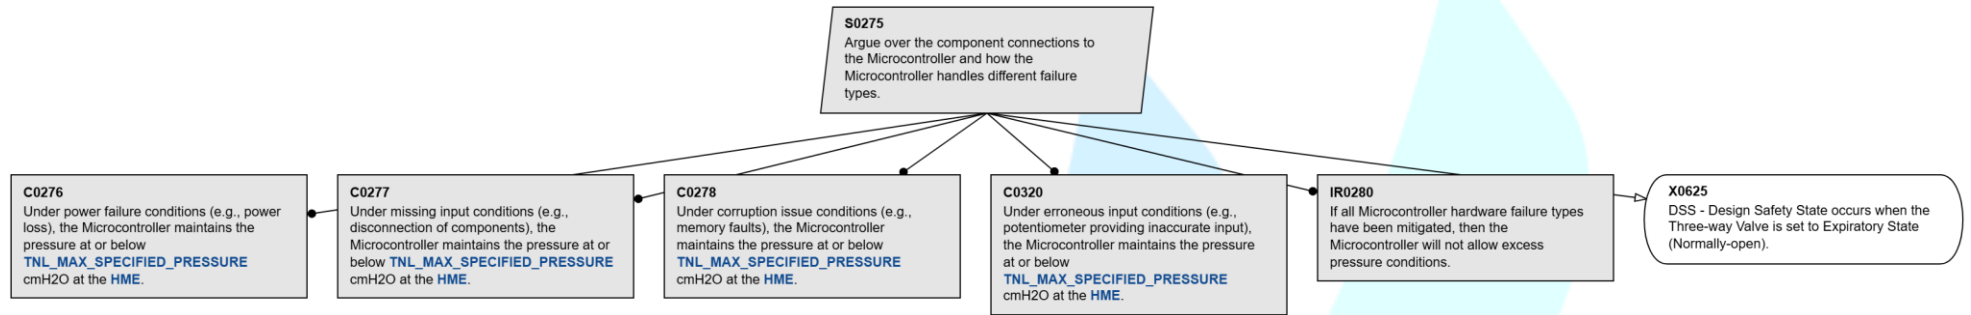 S0275
Argue over the component connections to
the Microcontroller and how the
Microcontroller handles different failure
types.
C0276
Under power failure conditions (e.g., power
loss), the Microcontroller maintains the
pressure at or below
TNL_MAX_SPECIFIED_PRESSURE
cmH2O at the HME.
C0277
Under missing input conditions (e.g.,
disconnection of components), the
Microcontroller maintains the pressure at or
below TNL_MAX_SPECIFIED_PRESSURE
cmH2O at the HME.
C0278
Under corruption issue conditions (e.g.,
memory faults), the Microcontroller
maintains the pressure at or below
TNL_MAX_SPECIFIED_PRESSURE
cmH2O at the HME.
C0320
Under erroneous input conditions (e.g.,
potentiometer providing inaccurate input),
the Microcontroller maintains the pressure
at or below
TNL_MAX_SPECIFIED_PRESSURE
cmH2O at the HME.
IR0280
If all Microcontroller hardware failure types
have been mitigated, then the
Microcontroller will not allow excess
pressure conditions.
X0625
DSS - Design Safety State occurs when the
Three-way Valve is set to Expiratory State
(Normally-open).